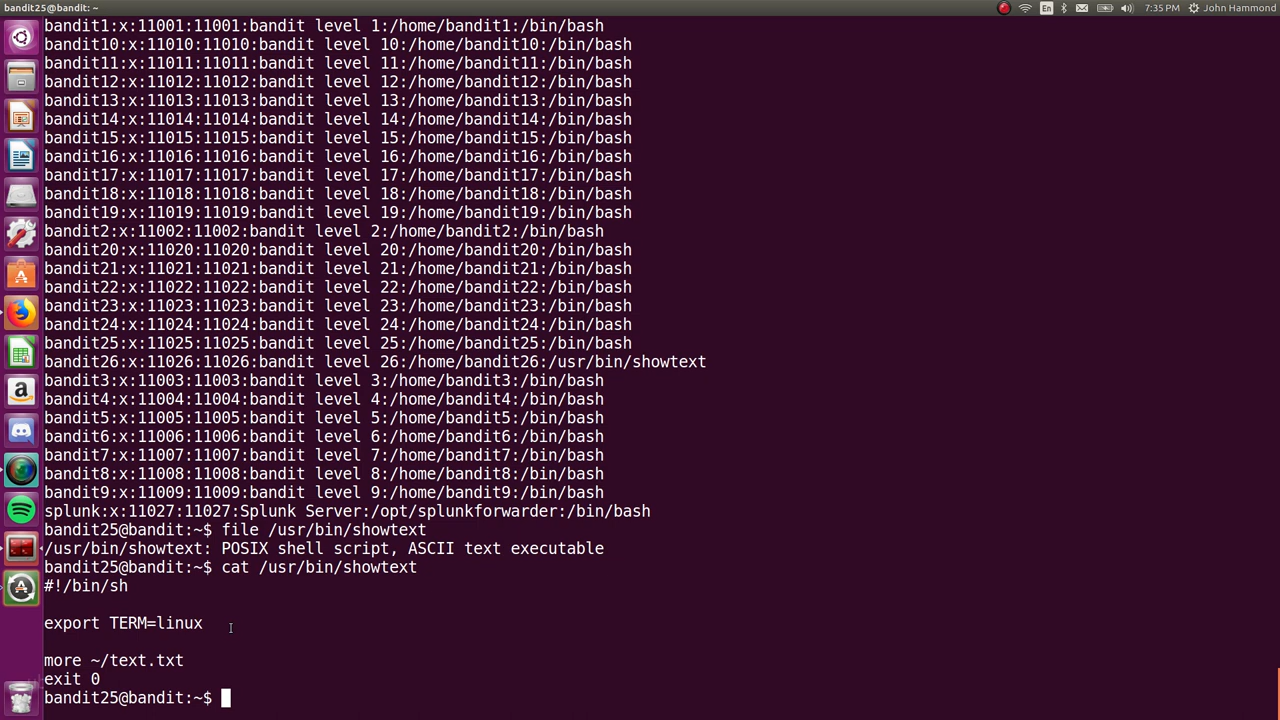 bandit25@bandit: ~
En
7:35 PM
John Hammond
bandit1:x:11001:11001:bandit level 1:/home/bandit1:/bin/bash
bandit10:x:11010:11010:bandit level 10:/home/bandit10:/bin/bash
bandit11:x:11011:11011:bandit level 11:/home/bandit11:/bin/bash
bandit12:x:11012:11012:bandit level 12:/home/bandit12:/bin/bash
bandit13:x:11013:11013:bandit level 13:/home/bandit13:/bin/bash
bandit14:x:11014:11014:bandit level 14:/home/bandit14:/bin/bash
bandit15:x:11015:11015:bandit level 15:/home/bandit15:/bin/bash
bandit16:x:11016:11016:bandit level 16:/home/bandit16:/bin/bash
bandit17:x:11017:11017:bandit level 17:/home/bandit17:/bin/bash
bandit18:x:11018:11018:bandit level 18:/home/bandit18:/bin/bash
bandit19:x:11019:11019:bandit level 19:/home/bandit19:/bin/bash
bandit2:x:11002:11002:bandit level 2:/home/bandit2:/bin/bash
bandit20:x:11020:11020:bandit level 20:/home/bandit20:/bin/bash
bandit21:x:11021:11021:bandit level 21:/home/bandit21:/bin/bash
bandit22:x:11022:11022:bandit level 22:/home/bandit22:/bin/bash
bandit23:x:11023:11023:bandit level 23:/home/bandit23:/bin/bash
bandit24:x:11024:11024:bandit level 24:/home/bandit24:/bin/bash
bandit25:x:11025:11025:bandit level 25:/home/bandit25:/bin/bash
bandit26:x:11026:11026:bandit level 26:/home/bandit26:/usr/bin/showtext
bandit3:x:11003:11003:bandit level 3:/home/bandit3:/bin/bash
bandit4:x:11004:11004:bandit level 4:/home/bandit4:/bin/bash
bandit5:x:11005:11005:bandit level 5:/home/bandit5:/bin/bash
bandit6:x:11006:11006:bandit level 6:/home/bandit6:/bin/bash
bandit7:x:11007:11007:bandit level 7:/home/bandit7:/bin/bash
bandit8:x:11008:11008:bandit level 8:/home/bandit8:/bin/bash
bandit9:x:11009:11009:bandit level 9:/home/bandit9:/bin/bash
splunk:x:11027:11027:Splunk Server:/opt/splunkforwarder:/bin/bash
bandit25@bandit:~$ file /usr/bin/showtext
/usr/bin/showtext: POSIX shell script, ASCII text executable
bandit25@bandit:~$ cat /usr/bin/showtext
#!/bin/sh
export TERM=linux
more ~/text.txt
exit 0
bandit25@bandit:~$